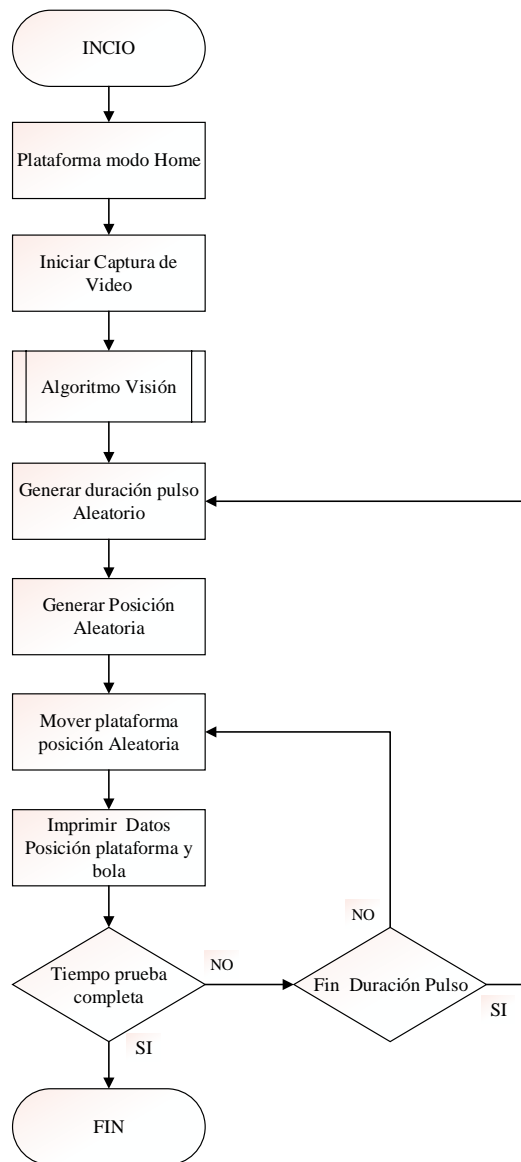 INCIO
Plataforma modo Home
Iniciar Captura de
Video
Algoritmo Visión
Generar duración pulso
Aleatorio
Generar Posición
Aleatoria
Mover plataforma
posición Aleatoria
Imprimir Datos
Posición plataforma y
bola
NO
Tiempo prueba
completa
NO
Fin Duración Pulso
SI
SI
FIN